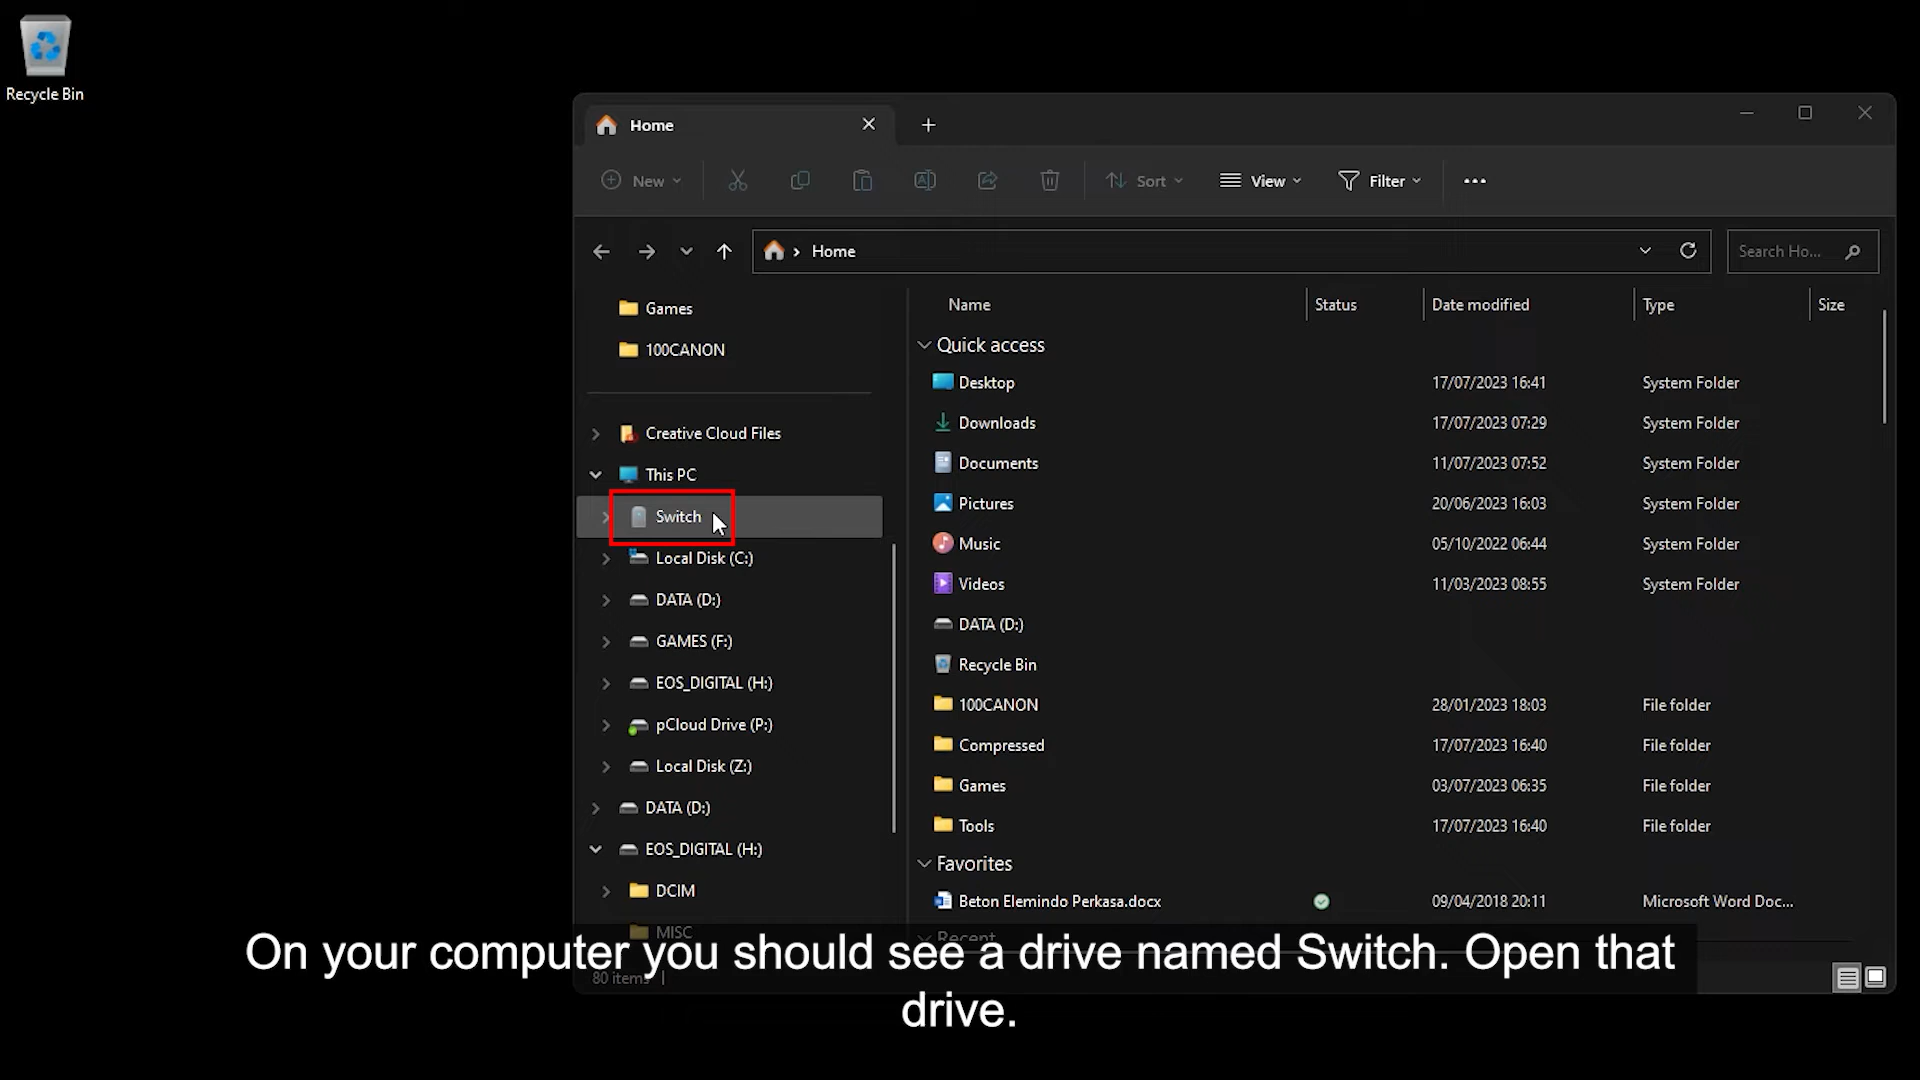 Recycle Bin
Home
New
Sort
View
Filter
Home
Search Ho...
Games
100CANON
Creative Cloud Files
This PC
Switch
Local Disk (C:)
DATA (D:)
GAMES (F:)
EOS_DIGITAL (H:)
pCloud Drive (P:)
Local Disk (Z:)
DATA (D:)
EOS_DIGITAL (H:)
DCIM
MISC
Name Status Date modified Type Size
Quick access
Desktop 17/07/2023 16:41 System Folder
Downloads 17/07/2023 07:29 System Folder
Documents 11/07/2023 07:52 System Folder
Pictures 20/06/2023 16:03 System Folder
Music 05/10/2022 06:44 System Folder
Videos 11/03/2023 08:55 System Folder
DATA (D:)
Recycle Bin
100CANON 28/01/2023 18:03 File folder
Compressed 17/07/2023 16:40 File folder
Games 03/07/2023 06:35 File folder
Tools 17/07/2023 16:40 File folder
Favorites
Beton Elemindo Perkasa.docx 09/04/2018 20:11 Microsoft Word Doc...
Recent
80 items
On your computer you should see a drive named Switch. Open that
drive.